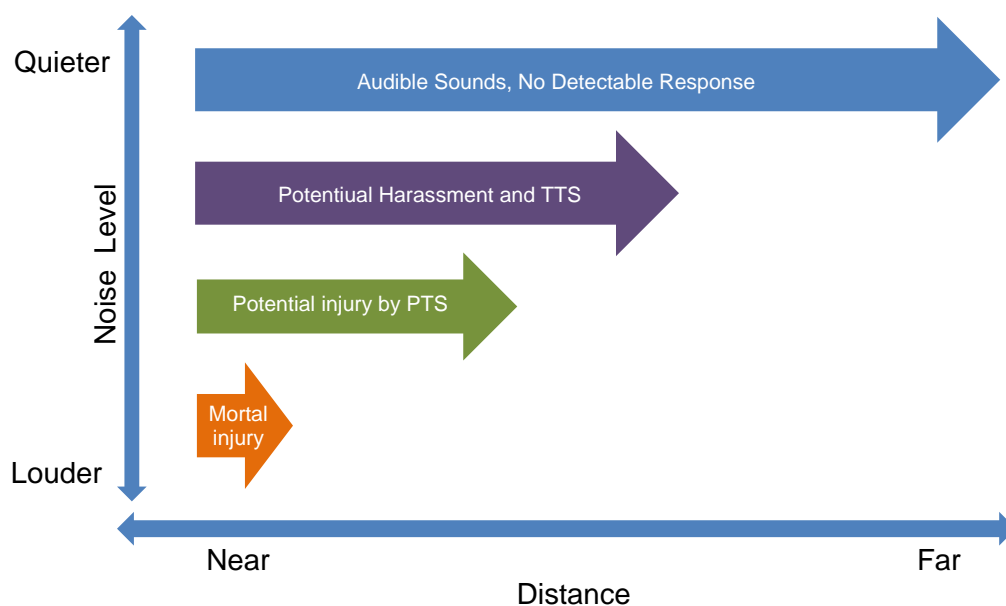 Quieter
Audible Sounds, No Detectable Response
Potentiual Harassment and TTS
Noise Level
Potential injury by PTS
Mortal
injury
Louder
Near
Far
Distance